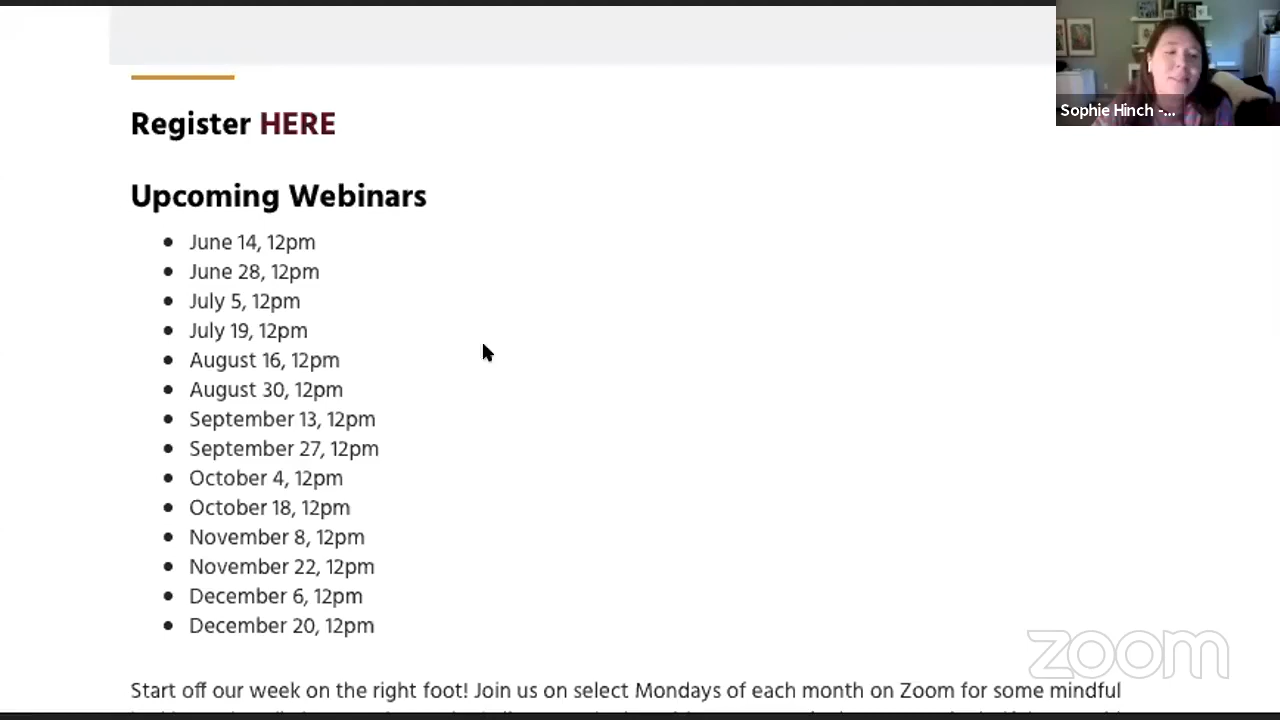 Sophie Hinch -...
Register HERE
Upcoming Webinars
June 14, 12pm
June 28, 12pm
July 5, 12pm
July 19, 12pm
August 16, 12pm
August 30, 12pm
September 13, 12pm
September 27, 12pm
October 4, 12pm
October 18, 12pm
November 8, 12pm
November 22, 12pm
December 6, 12pm
December 20, 12pm
zoom
Start off our week on the right foot! Join us on select Mondays of each month on Zoom for some mindful